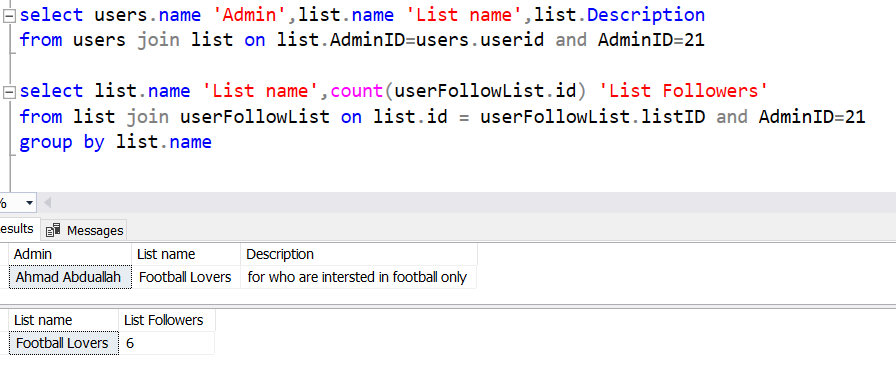 select users.name 'Admin',list.name 'List name',list.Description
from users join list on list.AdminID=users.userid and AdminID=21
select list.name 'List name',count(userFollowList.id) 'List Followers'
from list join userFollowList on list.id = userFollowList.listID and AdminID=21
group by list.name
%
esults Messages
Admin List name Description
Ahmad Abduallah Football Lovers for who are intersted in football only
List name List Followers
Football Lovers 6